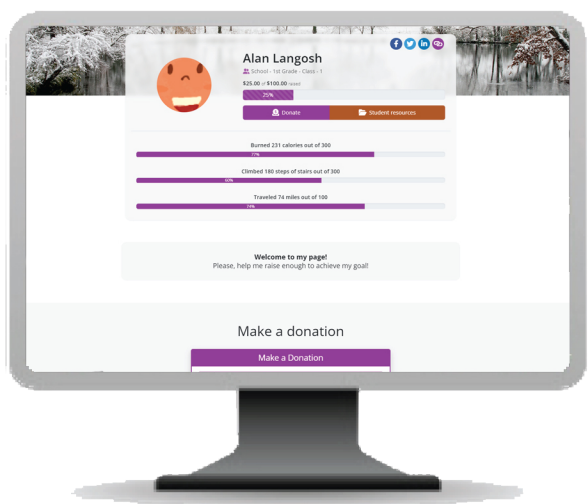 Alan Langosh
School - 1st Grade - Class - 1
$25.00 of $100.00 raised
25%
Donate
Student resources
Burned 231 calories out of 300
77%
Climbed 180 steps of stairs out of 300
60%
Traveled 74 miles out of 100
74%
Welcome to my page!
Please, help me raise enough to achieve my goal!
Make a donation
Make a Donation